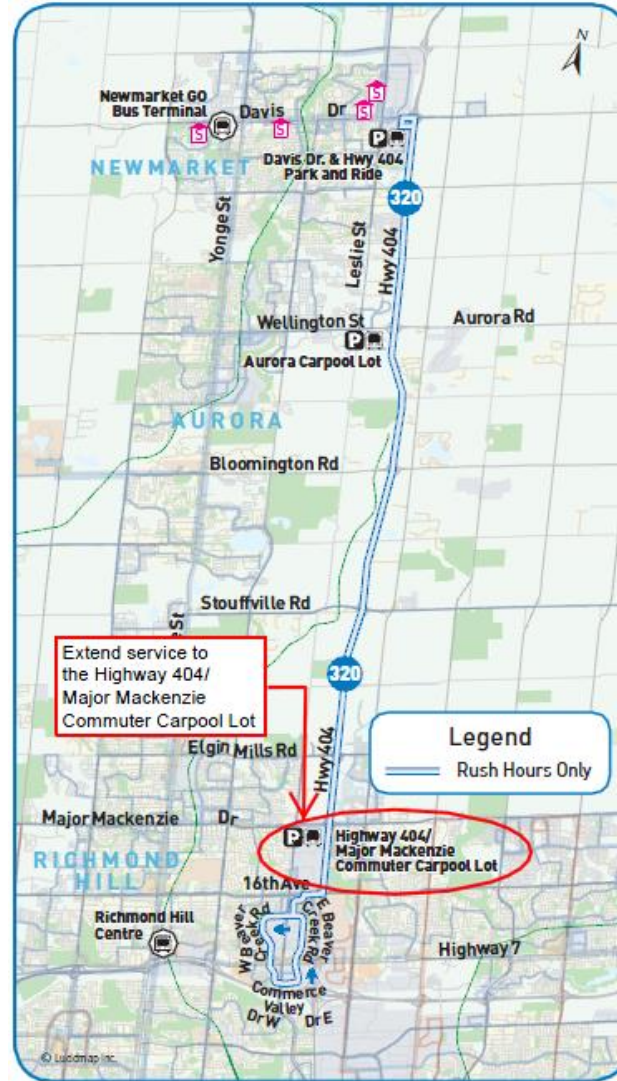 N
Newmarket GO
Bus Terminal
Davis Dr
S
S
S
S
P
Davis Dr. & Hwy 404
Park and Ride
NEWMARKET
320
Yonge St
Leslie St
Hwy 404
Wellington St
Aurora Rd
P
Aurora Carpool Lot
AURORA
Bloomington Rd
Stouffville Rd
St
Extend service to
the Highway 404/
Major Mackenzie
Commuter Carpool Lot
320
Elgin Mills Rd
Hwy 404
Legend
Rush Hours Only
Major Mackenzie Dr
P
Highway 404/
Major Mackenzie
Commuter Carpool Lot
RICHMOND
HILL
16th Ave
Richmond Hill
Centre
W Beaver
Creek Rd
E Beaver
Creek Rd
Highway 7
Commerce
Valley
Dr W
Dr E